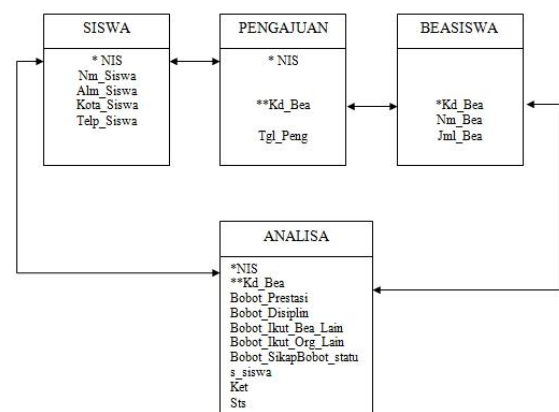 SISWA
* NIS
Nm_Siswa
Alm_Siswa
Kota_Siswa
Telp_Siswa
PENGAJUAN
* NIS
**Kd_Bea
Tgl_Peng
BEASISWA
*Kd_Bea
Nm_Bea
Jml_Bea
ANALISA
*NIS
**Kd_Bea
Bobot_Prestasi
Bobot_Disiplin
Bobot_Ikut_Bea_Lain
Bobot_Ikut_Org_Lain
Bobot_SikapBobot_statu
s_siswa
Ket
Sts